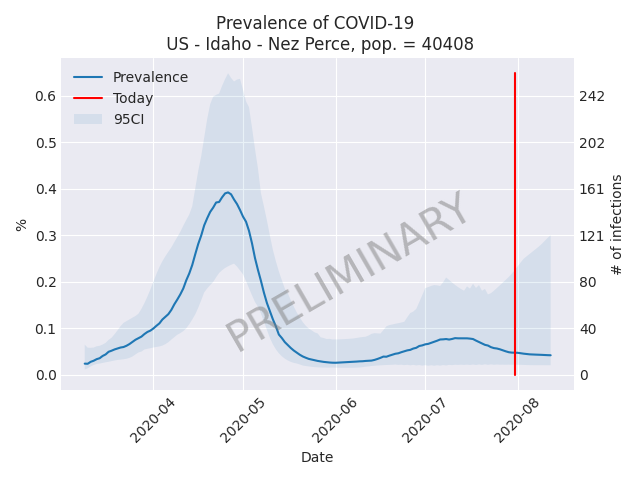 Prevalence of COVID-19
US - Idaho - Nez Perce, pop. = 40408
Prevalence
Today
95CI
0.6
0.5
0.4
0.3
0.2
0.1
0.0
%
242
202
161
121
80
40
0
# of infections
PRELIMINARY
2020-04
2020-05
2020-06
2020-07
2020-08
Date